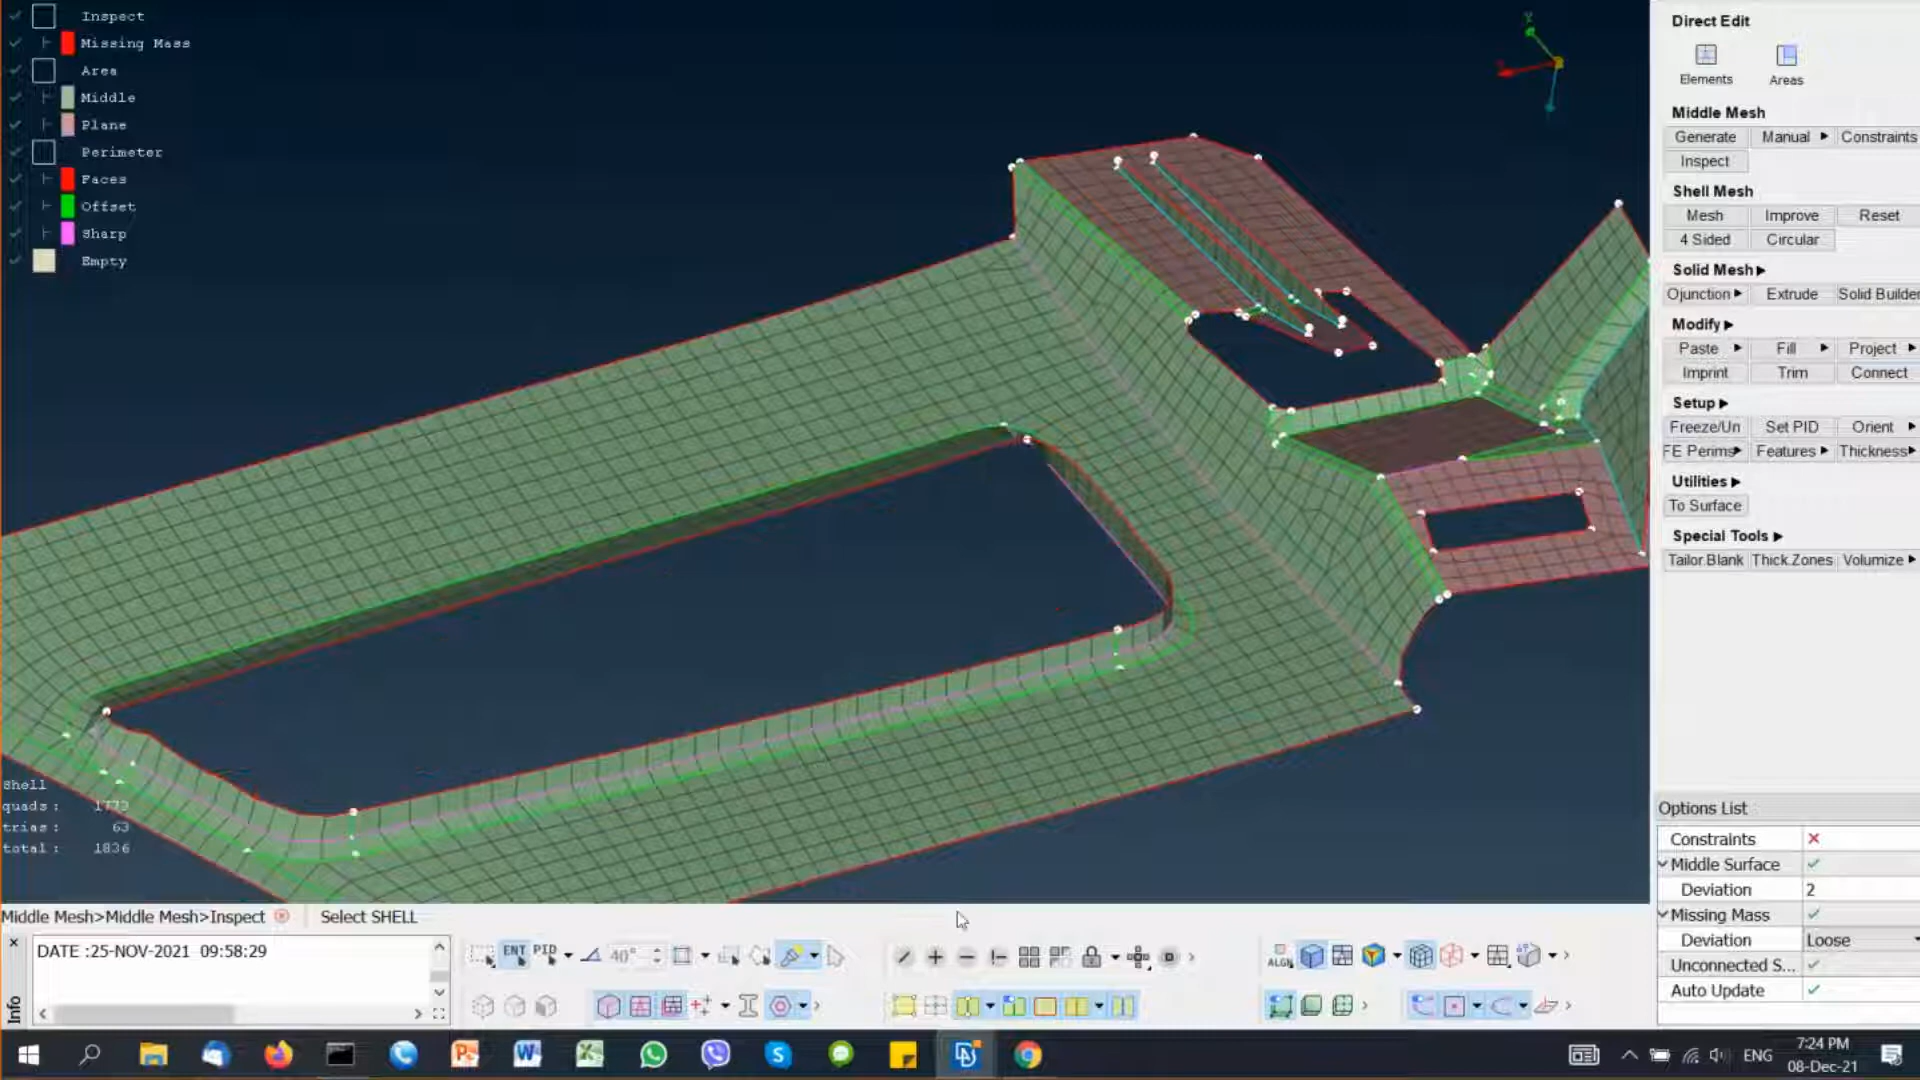 Inspect
Missing Mass
Area
Middle
Plane
Perimeter
Faces
Offset
Sharp
Empty
Shell
quads : 1773
trias : 63
total : 1836
Direct Edit
Elements Areas
Middle Mesh
Generate Manual Constraints
Inspect
Shell Mesh
Mesh Improve Reset
4 Sided Circular
Solid Mesh
Ojunction Extrude Solid Builder
Modify
Paste Fill Project
Imprint Trim Connect
Setup
Freeze/Un Set PID Orient
FE Perims Features Thickness
Utilities
To Surface
Special Tools
Tailor.Blank Thick.Zones Volumize
Options List
Constraints
Middle Surface
Deviation 2
Missing Mass
Deviation Loose
Unconnected S...
Auto Update
Middle Mesh>Middle Mesh>Inspect Select SHELL
Info
DATE :25-NOV-2021 09:58:29
ENT PID 40°
ALGN
ENG
7:24 PM
08-Dec-21